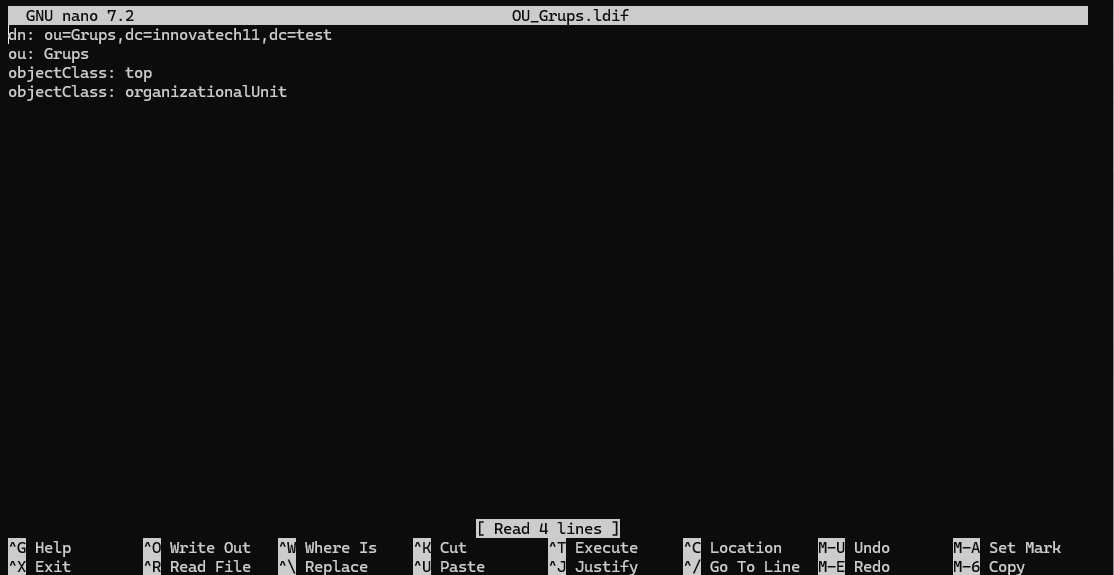 GNU nano 7.2 OU_Grups.ldif
dn: ou=Grups,dc=innovatech11,dc=test
ou: Grups
objectClass: top
objectClass: organizationalUnit
[ Read 4 lines ]
^G Help ^O Write Out ^W Where Is ^K Cut ^T Execute ^C Location M-U Undo M-A Set Mark
^X Exit ^R Read File ^\ Replace ^U Paste ^J Justify ^/ Go To Line M-E Redo M-6 Copy